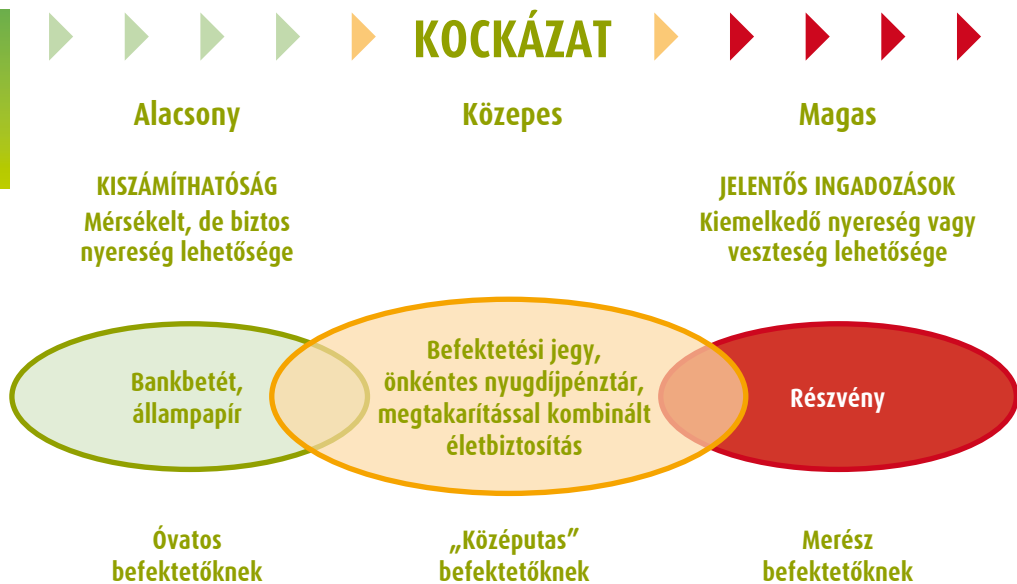 KOCKÁZAT
Alacsony
Közepes
Magas
KISZÁMÍTHATÓSÁG
Mérsékelt, de biztos
nyereség lehetősége
JELENTŐS INGADOZÁSOK
Kiemelkedő nyereség vagy
veszteség lehetősége
Bankbetét,
állampapír
Befektetési jegy,
önkéntes nyugdíjpénztár,
megtakarítással kombinált
életbiztosítás
Részvény
Óvatos
befektetőknek
„Középutas”
befektetőknek
Merész
befektetőknek